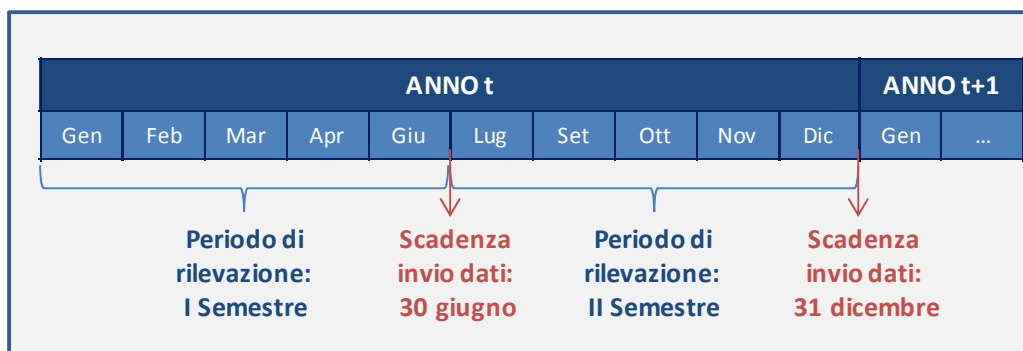 ANNO t ANNO t+1
Gen Feb Mar Apr Giu Lug Set Ott Nov Dic Gen ...
Periodo di
rilevazione:
I Semestre
Scadenza
invio dati:
30 giugno
Periodo di
rilevazione:
II Semestre
Scadenza
invio dati:
31 dicembre